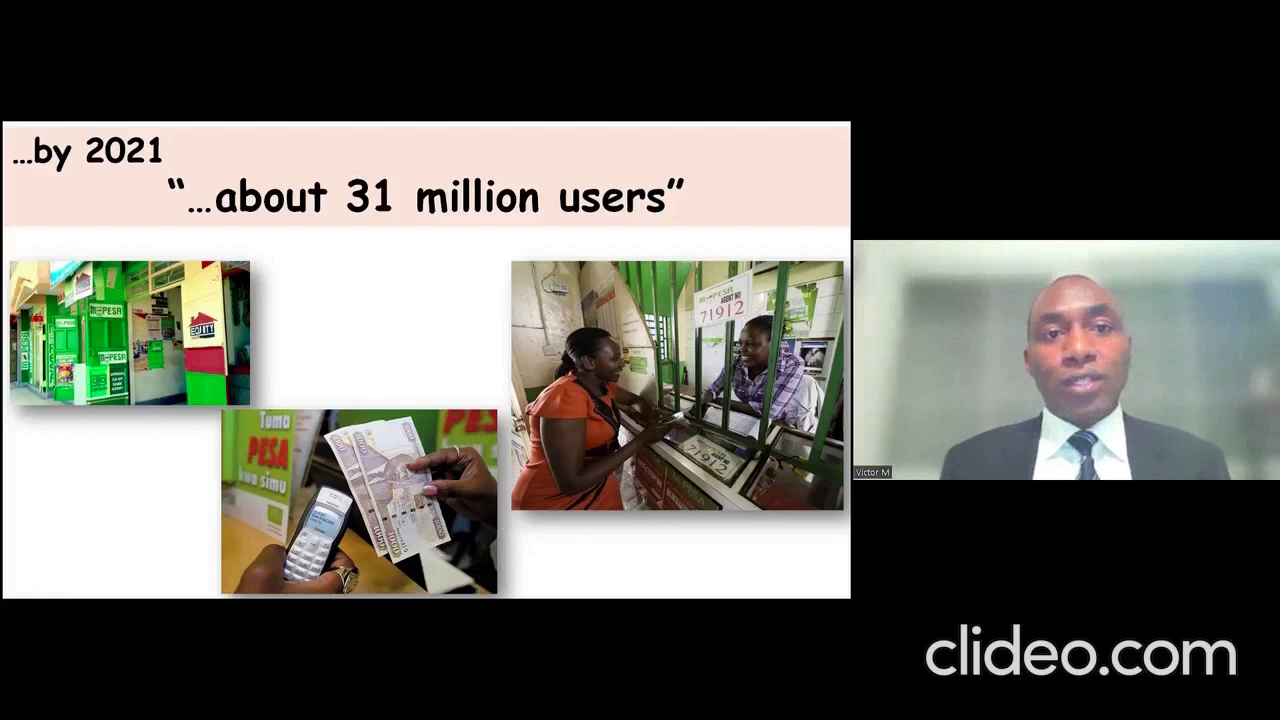 ...by 2021
“...about 31 million users”
M-PESA
M-PESA
EQUITY
Tuma
PESA
kwa simu
PES
M-PESA
AGENT NO
71912
71912
Victor M
clideo.com